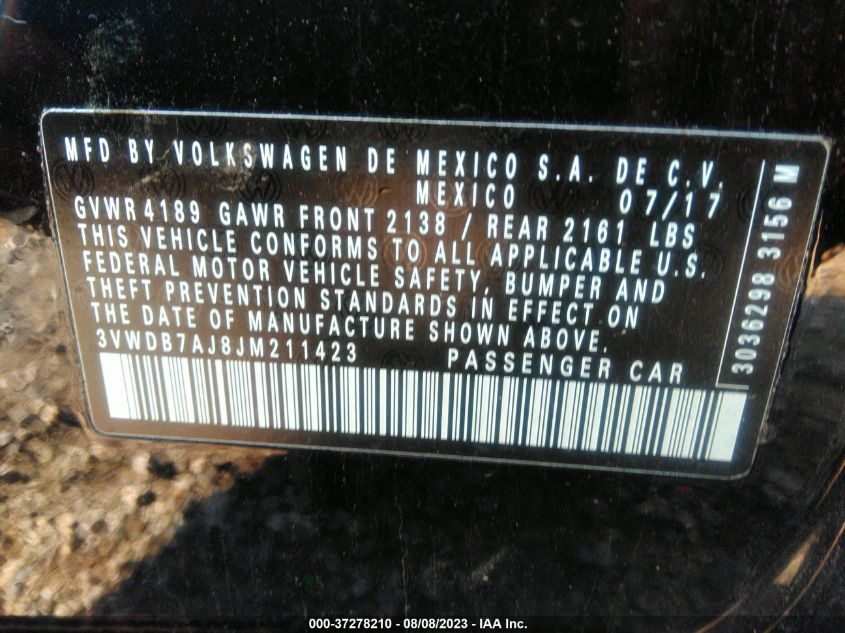 MFD BY VOLKSWAGEN DE MEXICO S.A. DE C.V.
MEXICO 07/17
GVWR 4189 GAWR FRONT 2138 / REAR 2161 LBS
THIS VEHICLE CONFORMS TO ALL APPLICABLE U.S.
FEDERAL MOTOR VEHICLE SAFETY, BUMPER AND
THEFT PREVENTION STANDARDS IN EFFECT ON
THE DATE OF MANUFACTURE SHOWN ABOVE.
3VWDB7AJ8JM211423 PASSENGER CAR
3036298 3156 M
000-37278210 - 08/08/2023 - IAA Inc.